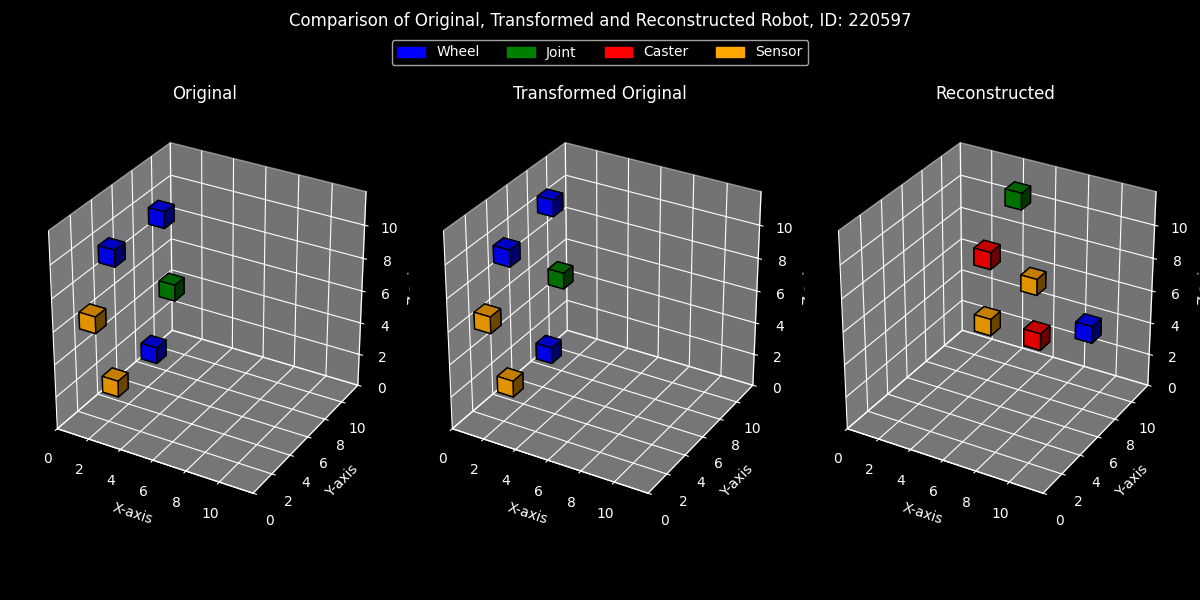 Comparison of Original, Transformed and Reconstructed Robot, ID: 220597
Wheel Joint Caster Sensor
Original Transformed Original Reconstructed
10 10 10
8 8 8
6 6 6
4 4 4
2 2 2
0 0 0
10 10 10
8 8 8
0 0 0
6 6 6
2 2 2
4 4 4
4 4 4
6 2 6 2 6 2
8 8 8
10 0 10 0 10 0
X-axis Y-axis X-axis Y-axis X-axis Y-axis